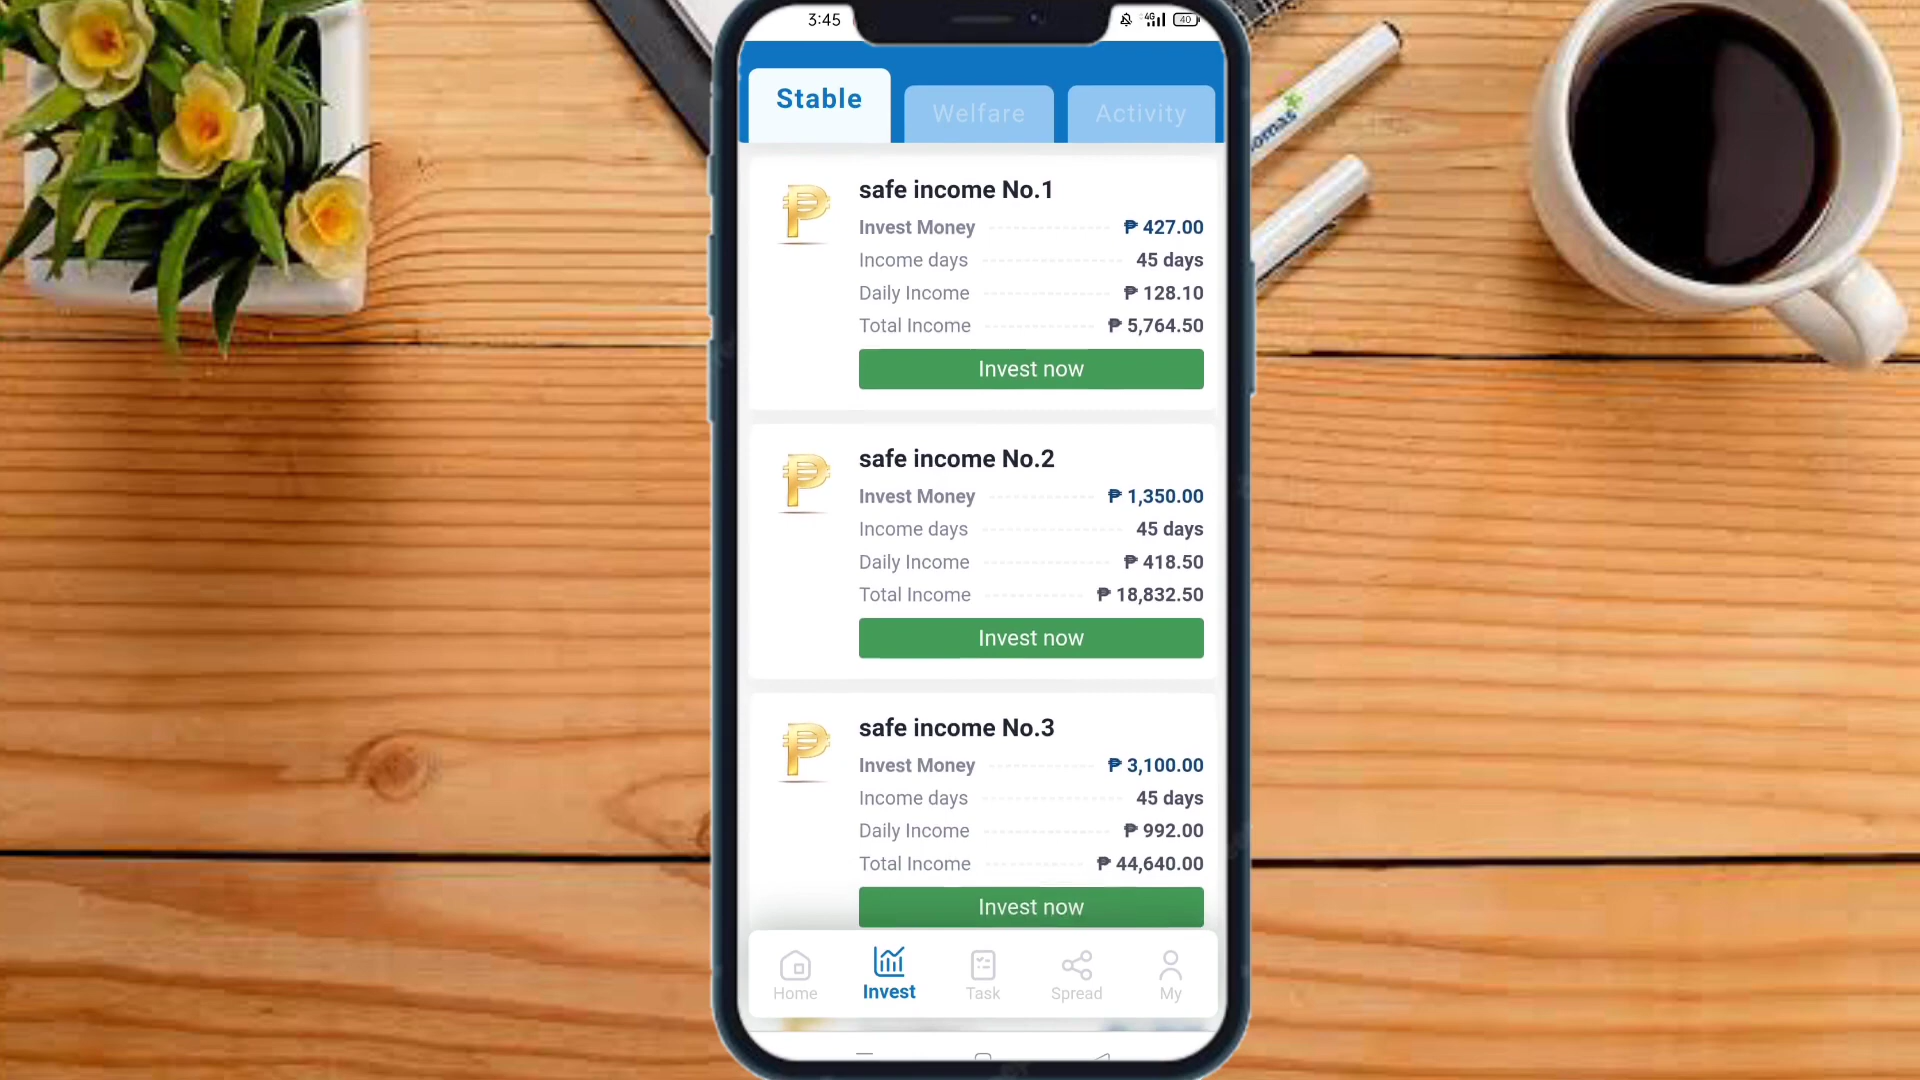 3:45
4G
40
Stable
Welfare
Activity
safe income No.1
Invest Money ₱ 427.00
Income days 45 days
Daily Income ₱ 128.10
Total Income ₱ 5,764.50
Invest now
safe income No.2
Invest Money ₱ 1,350.00
Income days 45 days
Daily Income ₱ 418.50
Total Income ₱ 18,832.50
Invest now
safe income No.3
Invest Money ₱ 3,100.00
Income days 45 days
Daily Income ₱ 992.00
Total Income ₱ 44,640.00
Invest now
Home
Invest
Task
Spread
My